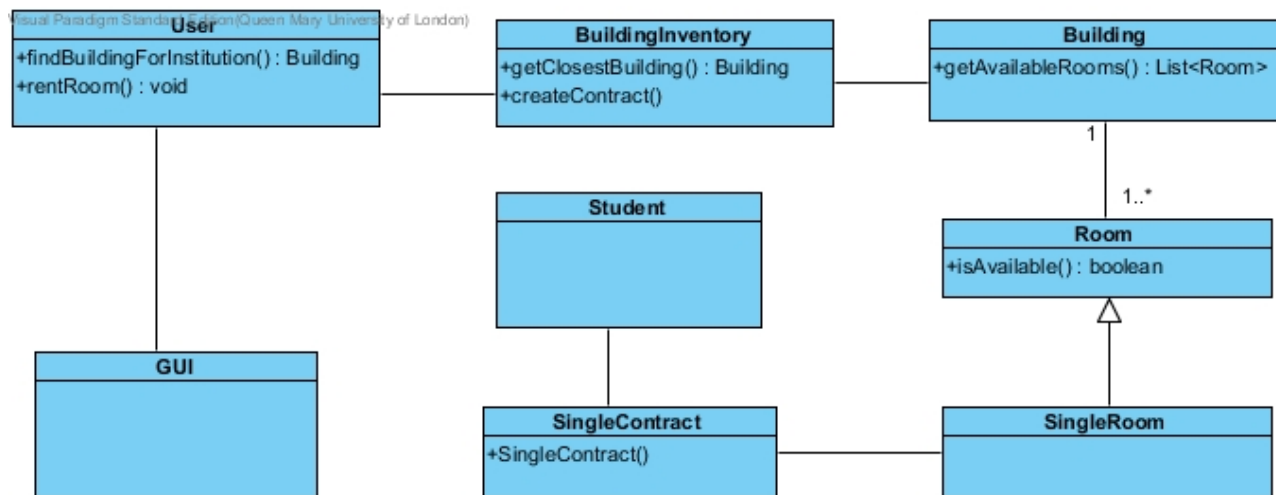 Visual Paradigm Standard Edition(Queen Mary University of London)
User
+findBuildingForInstitution() : Building
+rentRoom() : void
BuildingInventory
+getClosestBuilding() : Building
+createContract()
Building
+getAvailableRooms() : List<Room>
1
1..*
Student
Room
+isAvailable() : boolean
GUI
SingleContract
+SingleContract()
SingleRoom